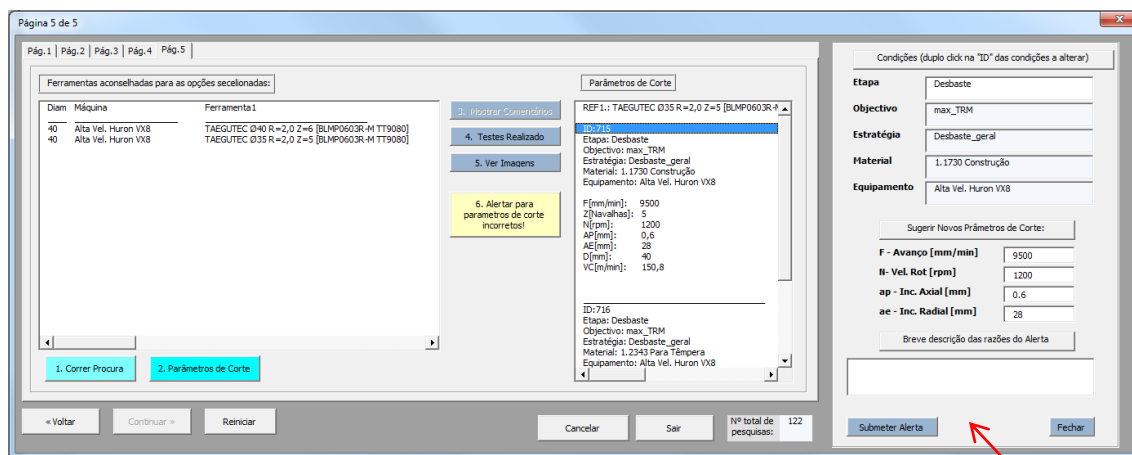 Página 5 de 5
Pág.1 | Pág.2 | Pág.3 | Pág.4 Pág.5
Ferramentas aconselhadas para as opções secelionadas:
Diam Máquina Ferramenta1
40 Alta Vel. Huron VX8 TAEGUTEC Ø40 R=2,0 Z=6 [BLMP0603R-M TT9080]
40 Alta Vel. Huron VX8 TAEGUTEC Ø35 R=2,0 Z=5 [BLMP0603R-M TT9080]
1. Correr Procura
2. Parâmetros de Corte
3. Mostrar Comentários
4. Testes Realizado
5. Ver Imagens
6. Alertar para
parametros de corte
incorretos!
Parâmetros de Corte
REF1.: TAEGUTEC Ø35 R=2,0 Z=5 [BLMP0603R-M
ID:715
Etapa: Desbaste
Objectivo: max_TRM
Estratégia: Desbaste_geral
Material: 1.1730 Construção
Equipamento: Alta Vel. Huron VX8
F[mm/min]: 9500
Z[Navalhas]: 5
N[rpm]: 1200
AP[mm]: 0,6
AE[mm]: 28
D[mm]: 40
VC[m/min]: 150,8
ID:716
Etapa: Desbaste
Objectivo: max_TRM
Estratégia: Desbaste_geral
Material: 1.2343 Para Têmpera
Equipamento: Alta Vel. Huron VX8
« Voltar
Continuar »
Reiniciar
Cancelar
Sair
Nº total de
pesquisas:
122
Condições (duplo click na "ID" das condições a alterar)
Etapa Desbaste
Objectivo max_TRM
Estratégia Desbaste_geral
Material 1.1730 Construção
Equipamento Alta Vel. Huron VX8
Sugerir Novos Prâmetros de Corte:
F - Avanço [mm/min] 9500
N- Vel. Rot [rpm] 1200
ap - Inc. Axial [mm] 0.6
ae - Inc. Radial [mm] 28
Breve descrição das razões do Alerta
Submeter Alerta
Fechar